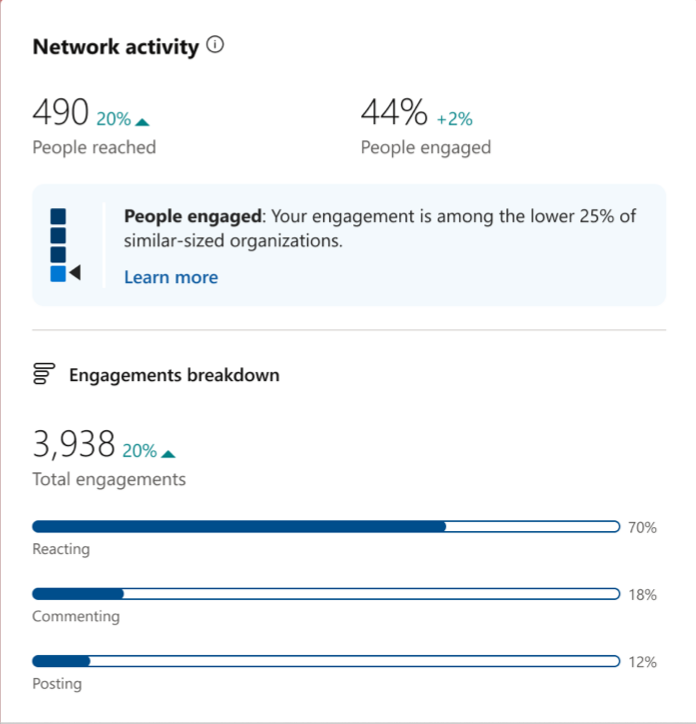 Network activity
490 20% ▲
People reached
44% +2%
People engaged
People engaged: Your engagement is among the lower 25% of
similar-sized organizations.
Learn more
Engagements breakdown
3,938 20% ▲
Total engagements
70%
Reacting
18%
Commenting
12%
Posting